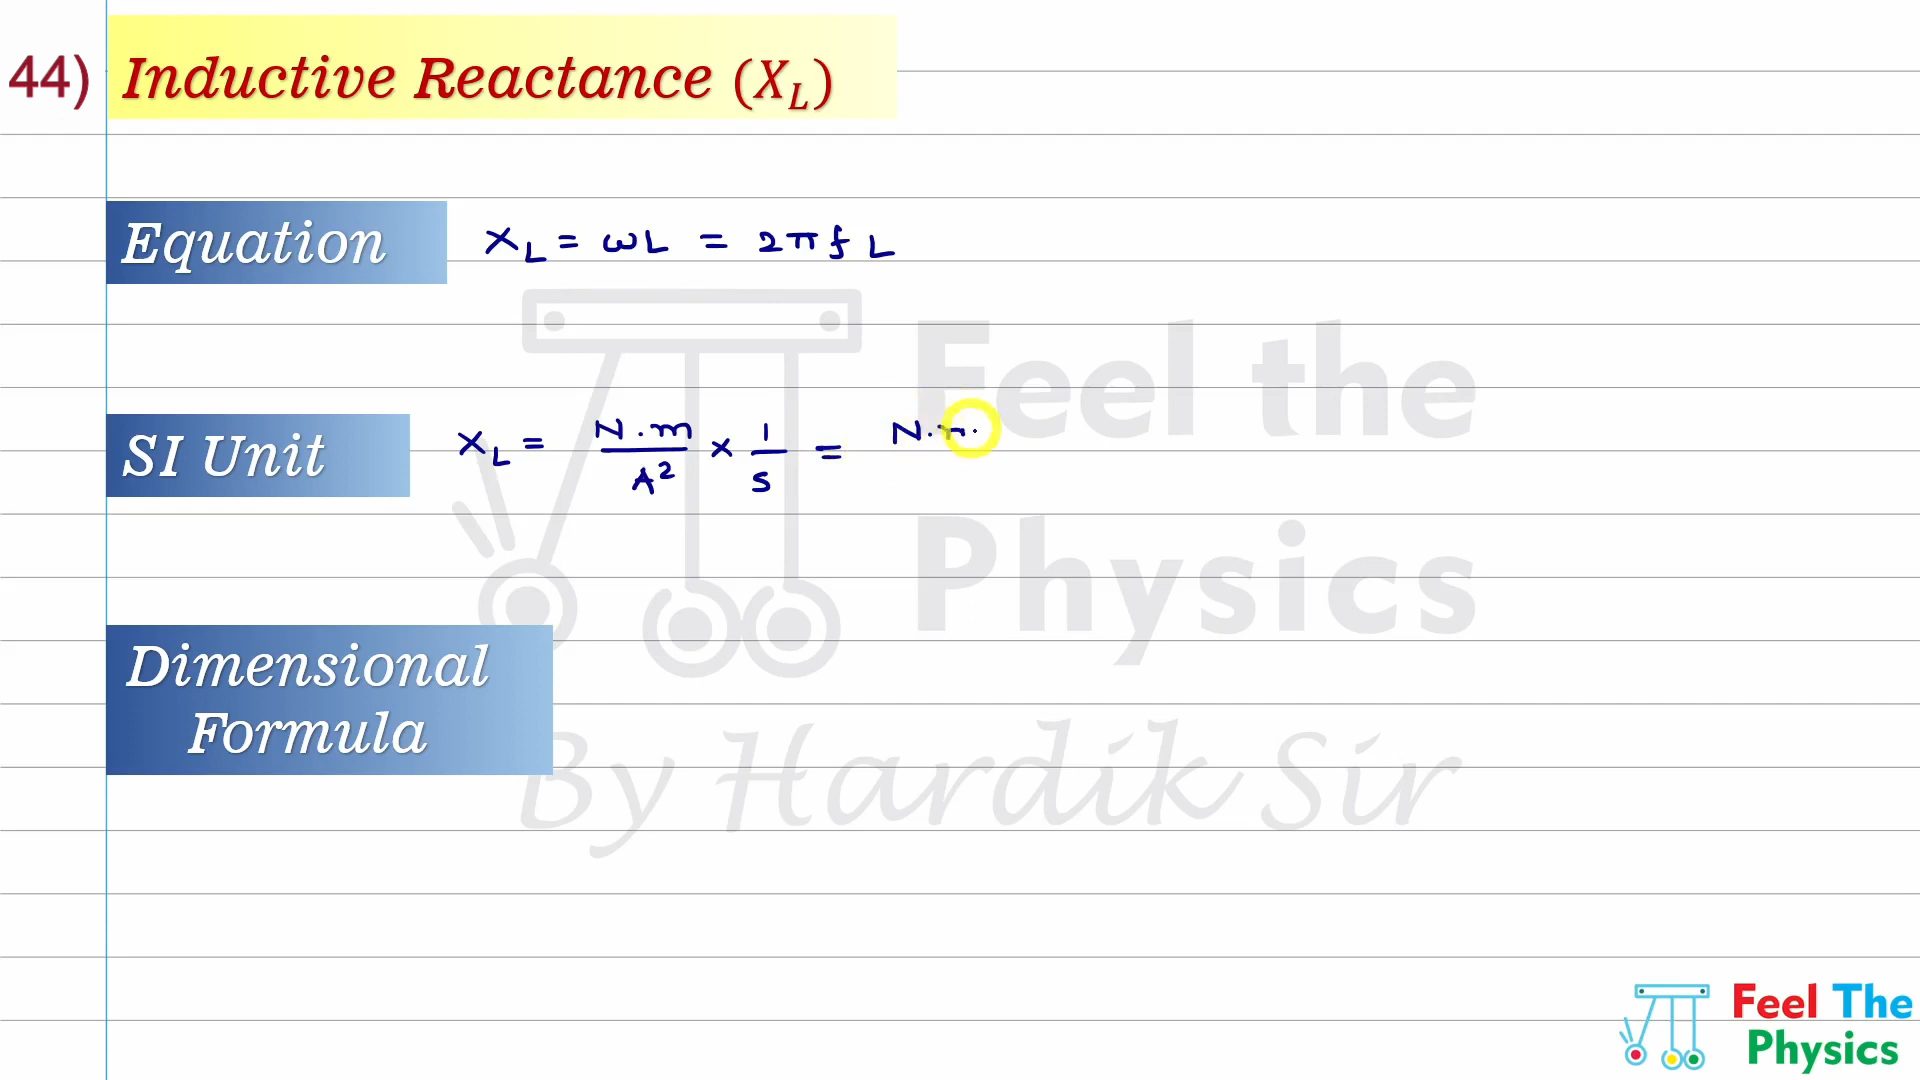 44) Inductive Reactance (X_L)
Equation X_L = ωL = 2πf L
SI Unit X_L = N.m/A² × 1/s = N.m
Dimensional
Formula
Feel the
Physics
By Hardik Sir
Feel The
Physics